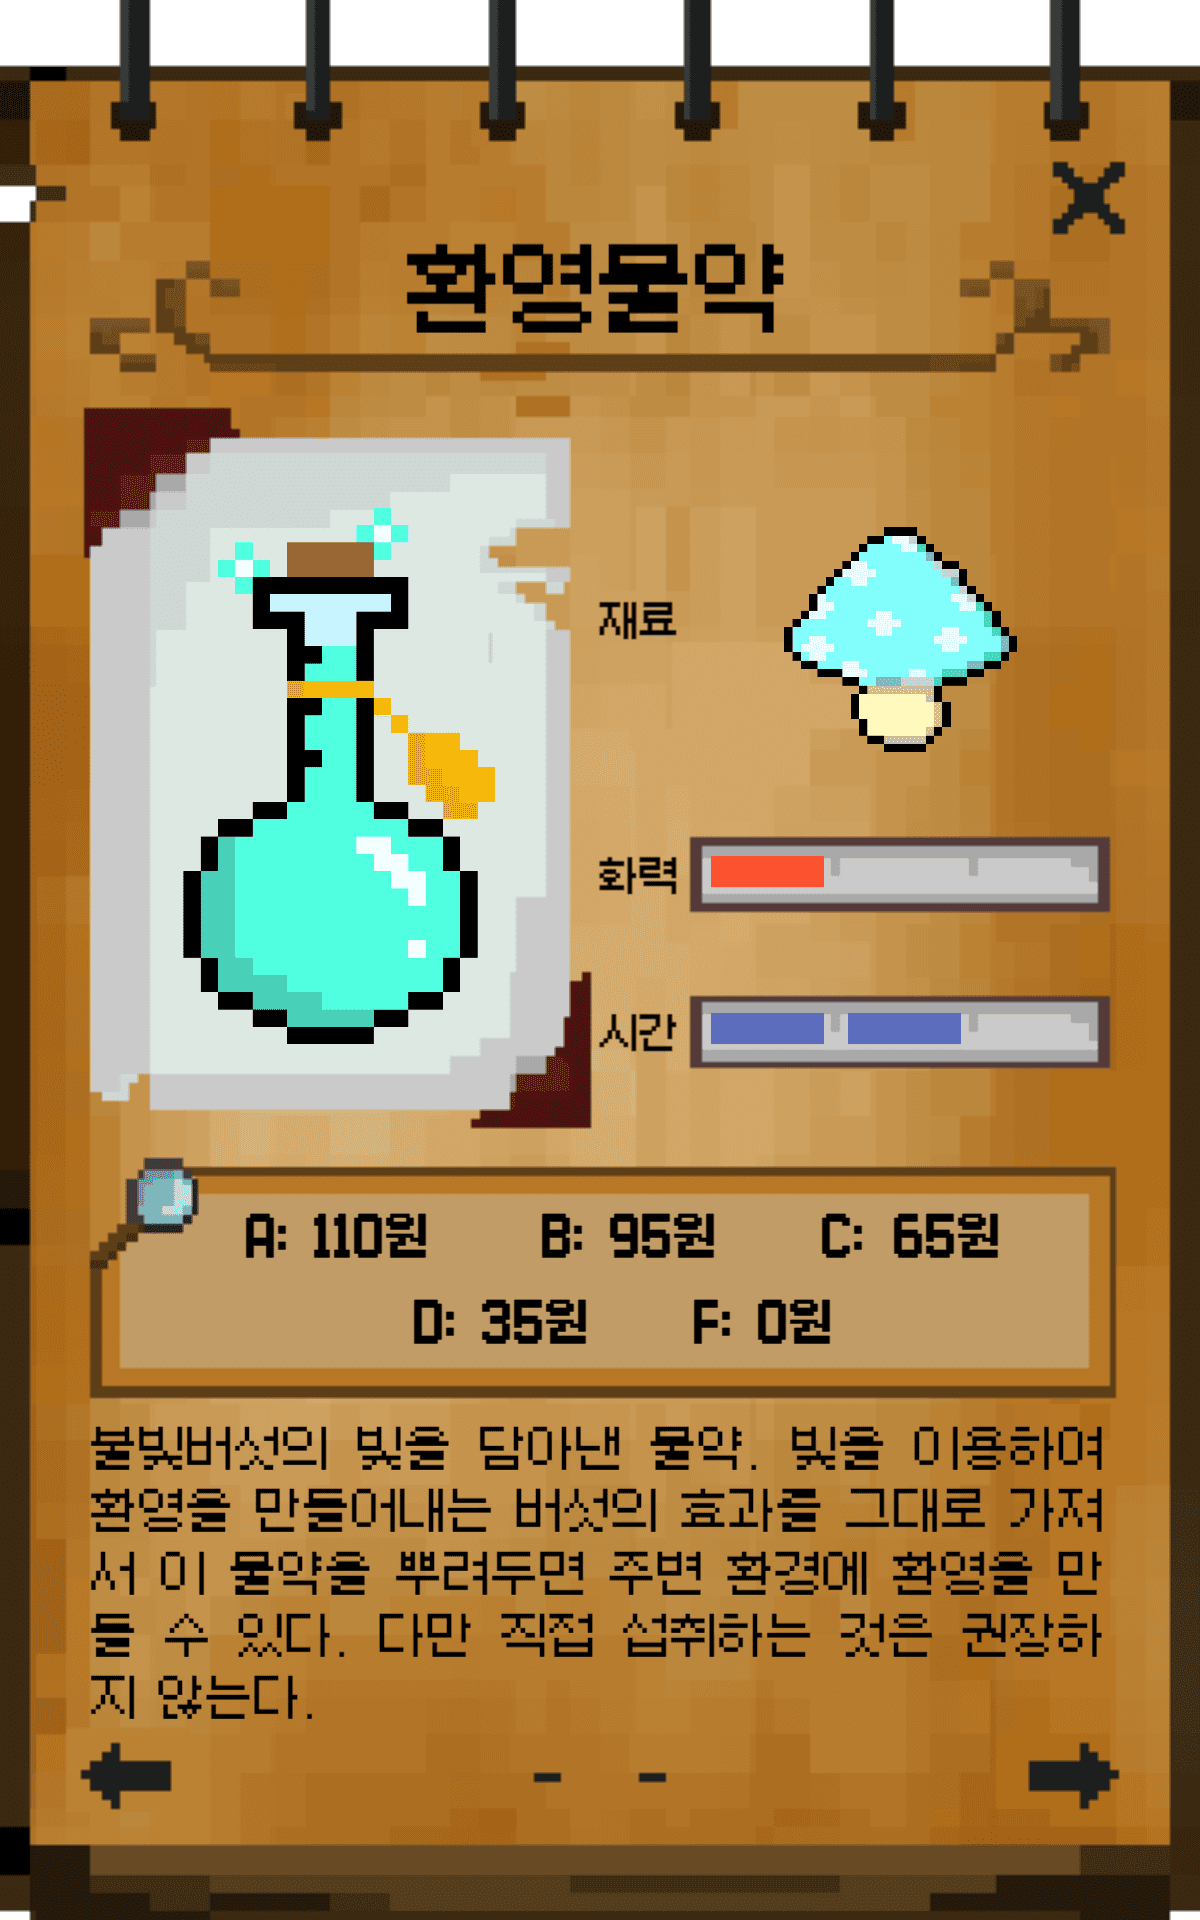 환영물약
재료
화력
시간
A: 110원 B: 95원 C: 65원
D: 35원 F: 0원
불빛버섯의 빛을 담아낸 물약. 빛을 이용하여
환영을 만들어내는 버섯의 효과를 그대로 가져
서 이 물약을 뿌려두면 주변 환경에 환영을 만
들 수 있다. 다만 직접 섭취하는 것은 권장하
지 않는다.
- -